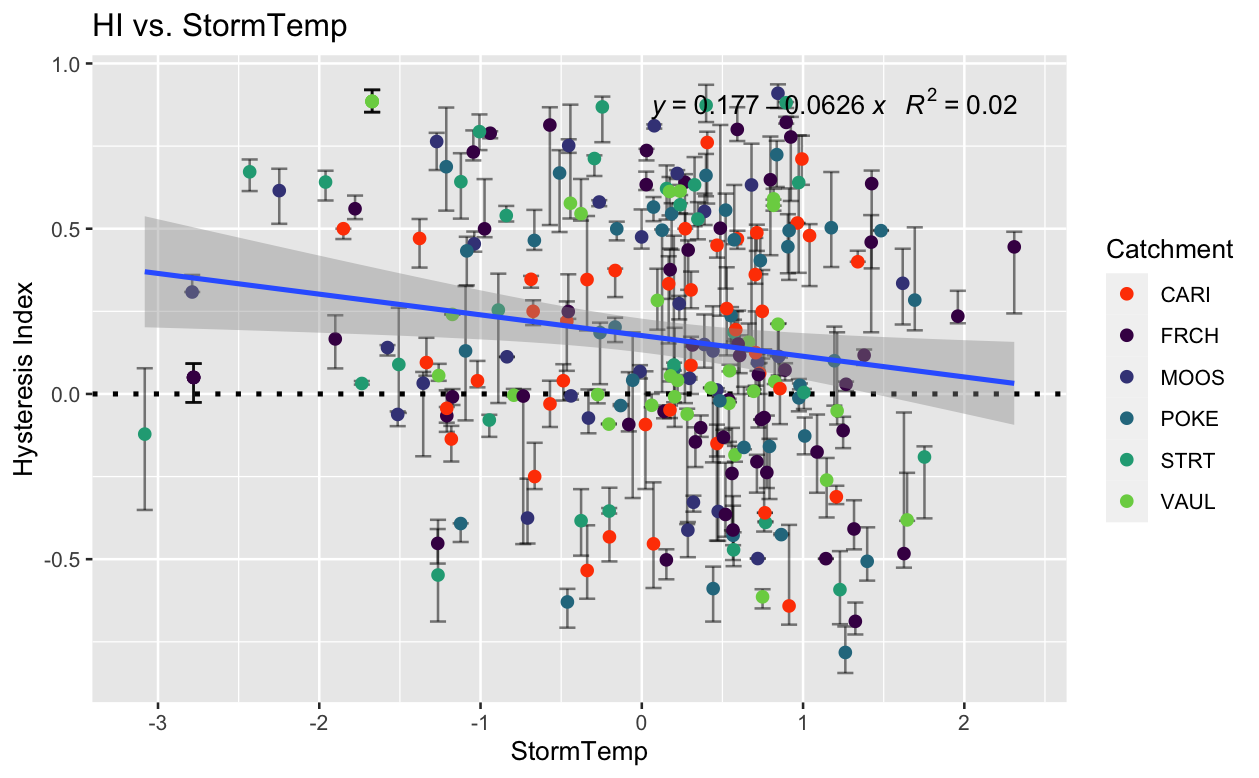 HI vs. StormTemp
y = 0.177 − 0.0626 x R² = 0.02
Hysteresis Index
1.0
0.5
0.0
-0.5
-3 -2 -1 0 1 2
StormTemp
Catchment
CARI
FRCH
MOOS
POKE
STRT
VAUL